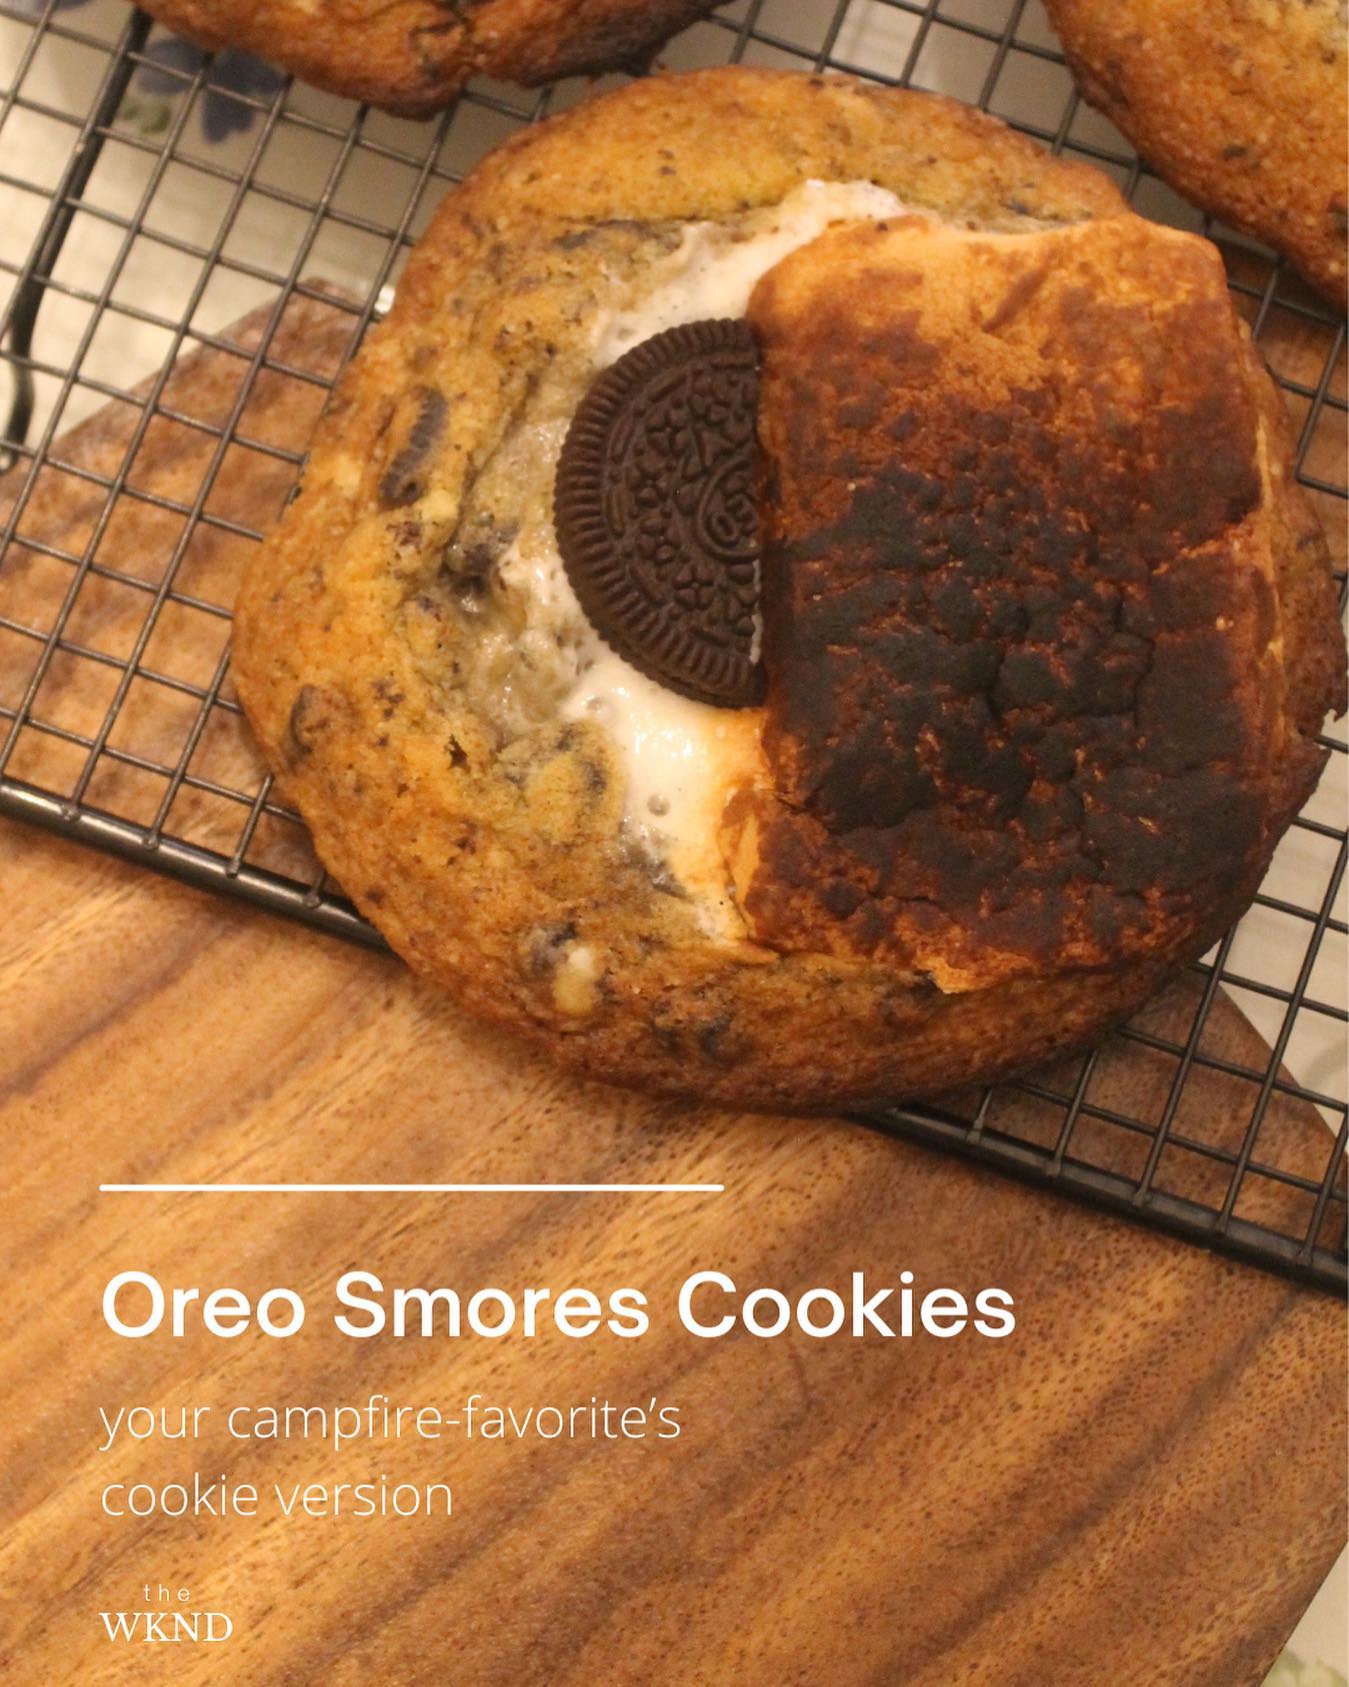 Oreo Smores Cookies
your campfire-favorite’s
cookie version
the
WKND